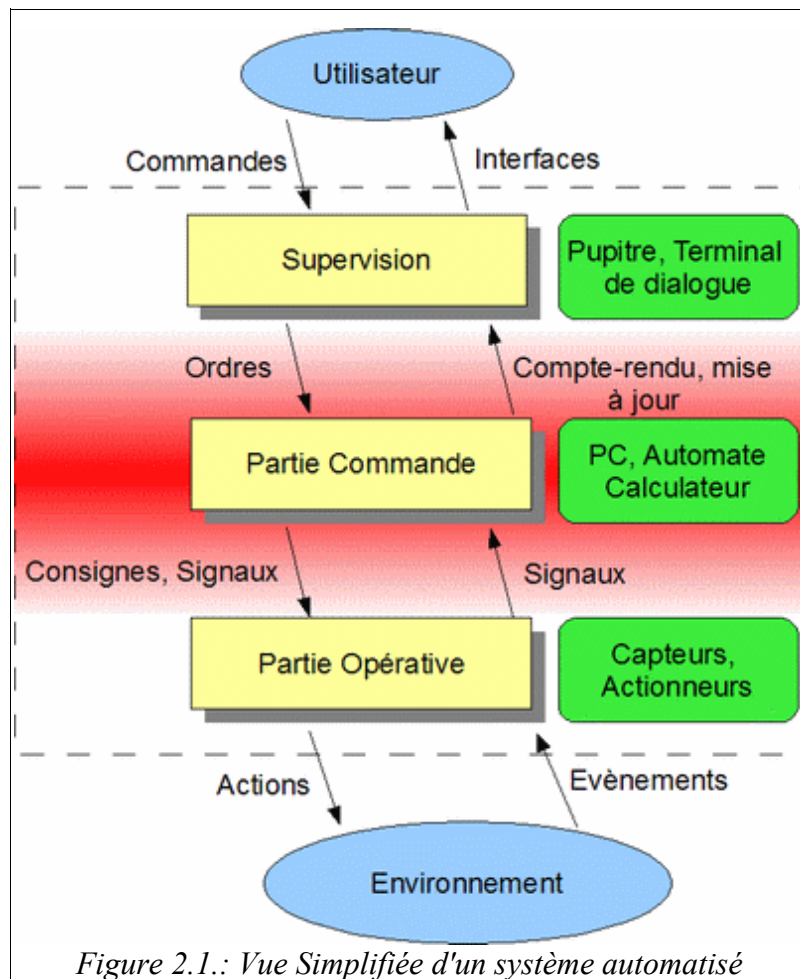 Utilisateur
Commandes
Interfaces
Supervision
Pupitre, Terminal
de dialogue
Ordres
Compte-rendu, mise
à jour
Partie Commande
PC, Automate
Calculateur
Consignes, Signaux
Signaux
Partie Opérative
Capteurs,
Actionneurs
Actions
Evènements
Environnement
Figure 2.1.: Vue Simplifiée d'un système automatisé